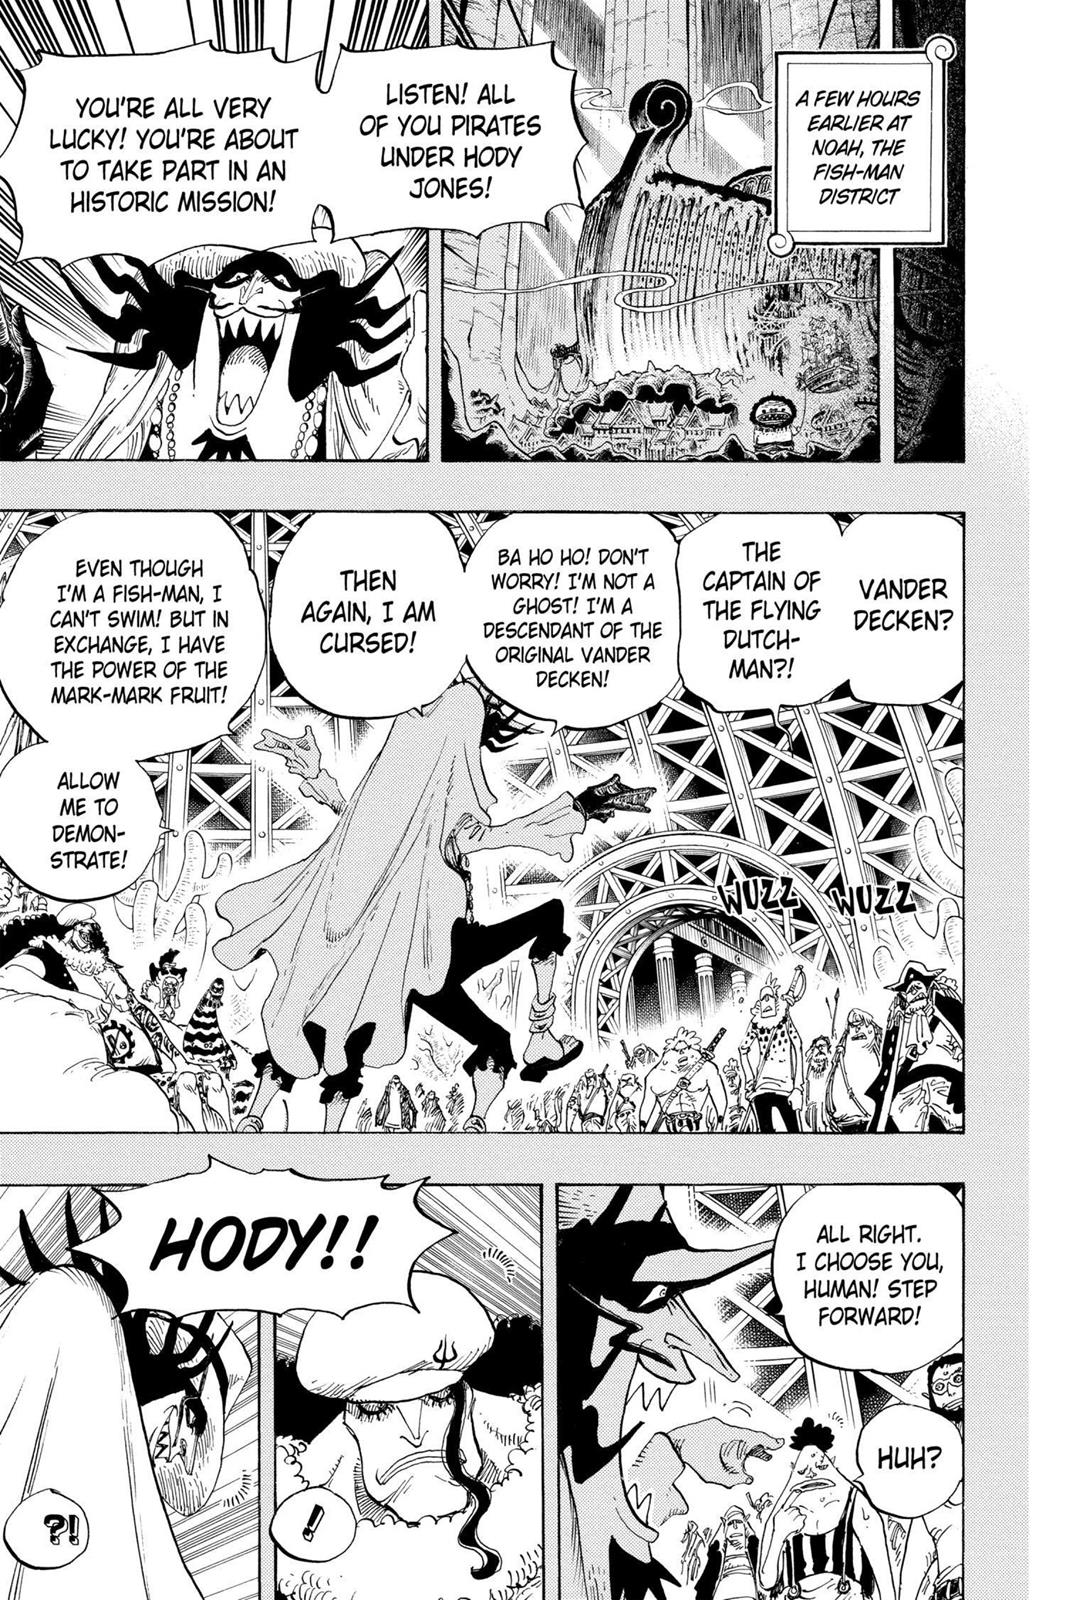 A FEW HOURS
EARLIER AT
NOAH, THE
FISH-MAN
DISTRICT
LISTEN! ALL
OF YOU PIRATES
UNDER HODY
JONES!
YOU'RE ALL VERY
LUCKY! YOU'RE ABOUT
TO TAKE PART IN AN
HISTORIC MISSION!
VANDER
DECKEN?
THE
CAPTAIN OF
THE FLYING
DUTCH-
MAN?!
BA HO HO! DON'T
WORRY! I'M NOT A
GHOST! I'M A
DESCENDANT OF THE
ORIGINAL VANDER
DECKEN!
THEN
AGAIN, I AM
CURSED!
EVEN THOUGH
I'M A FISH-MAN, I
CAN'T SWIM! BUT IN
EXCHANGE, I HAVE
THE POWER OF THE
MARK-MARK FRUIT!
ALLOW
ME TO
DEMON-
STRATE!
WUZZ
WUZZ
ALL RIGHT.
I CHOOSE YOU,
HUMAN! STEP
FORWARD!
HUH?
HODY!!
!
?!